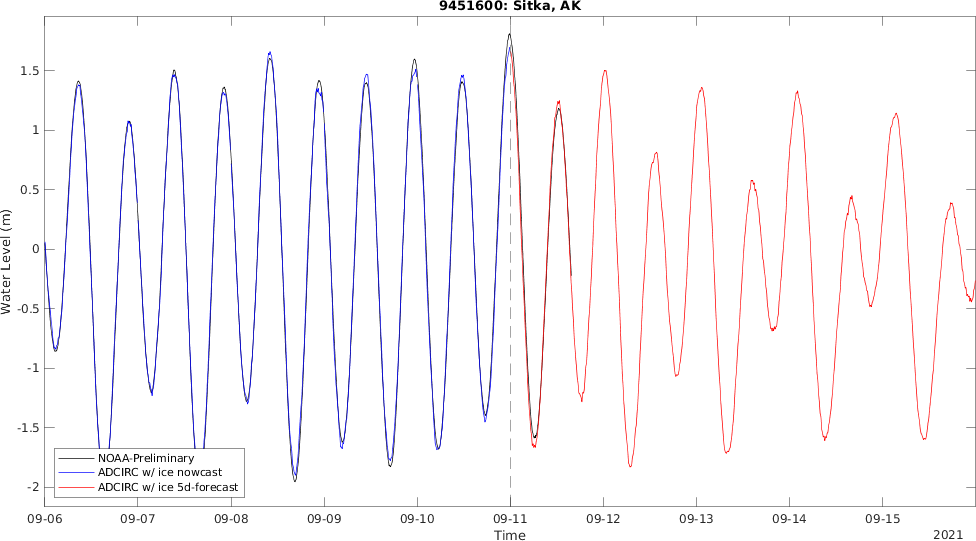 9451600: Sitka, AK
Water Level (m)
1.5
1
0.5
0
-0.5
-1
-1.5
-2
NOAA-Preliminary
ADCIRC w/ ice nowcast
ADCIRC w/ ice 5d-forecast
09-06 09-07 09-08 09-09 09-10 09-11 09-12 09-13 09-14 09-15
Time
2021